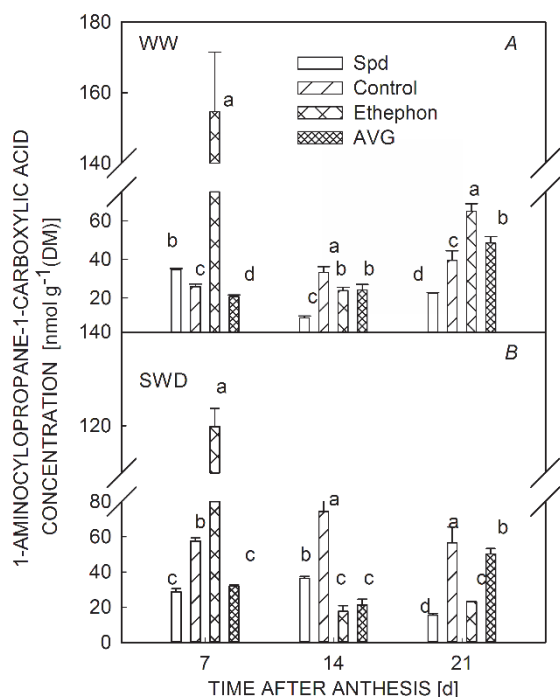 1-AMINOCYLOPROPANE-1-CARBOXYLIC ACID
CONCENTRATION [nmol g-1(DM)]
180
160
140
60
40
20
WW
A
Spd
Control
Ethephon
AVG
b
c
a
d
c
a
b
b
d
c
a
b
140
120
80
60
40
20
0
SWD
B
c
b
a
c
b
a
c
c
d
a
c
b
7
14
21
TIME AFTER ANTHESIS [d]